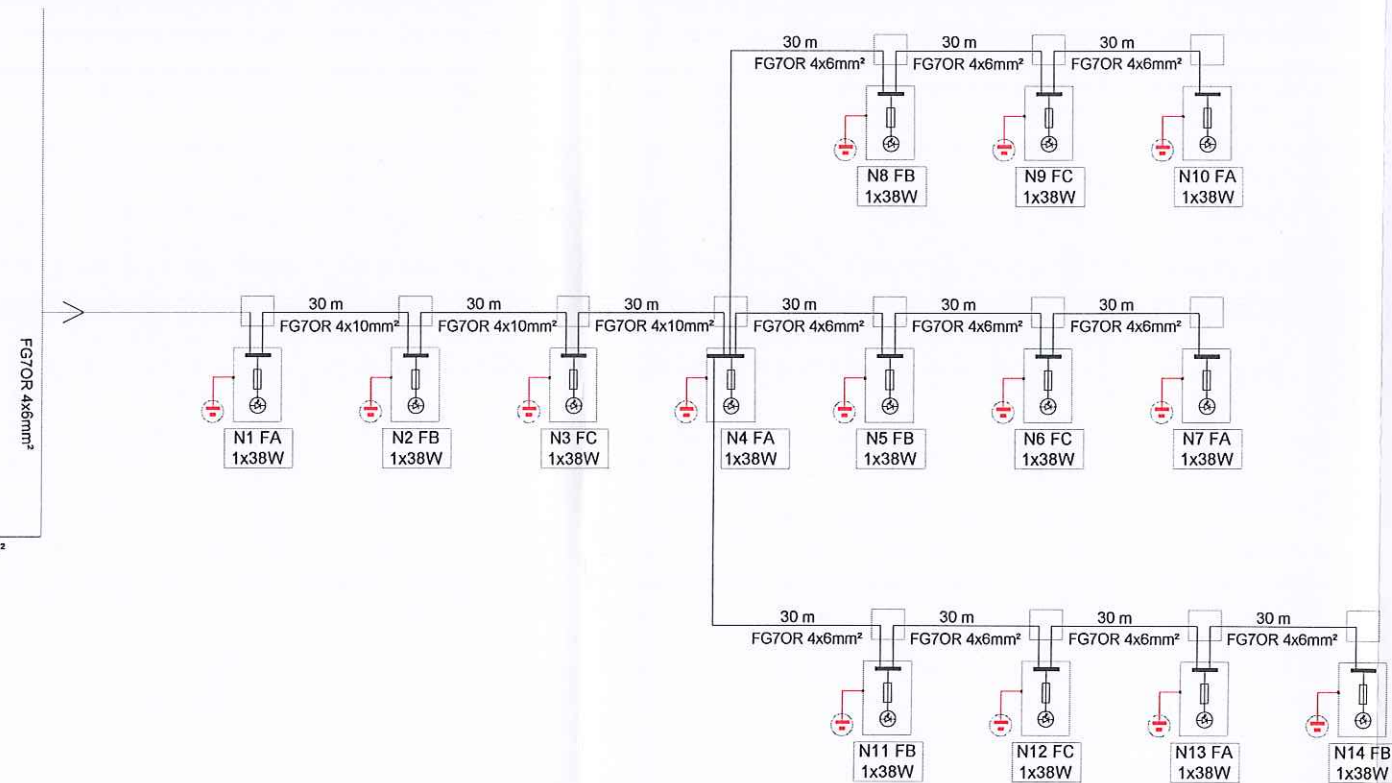 30 m
FG7OR 4x6mm²
30 m
FG7OR 4x6mm²
30 m
FG7OR 4x6mm²
N8 FB
1x38W
N9 FC
1x38W
N10 FA
1x38W
FG7OR 4x6mm²
30 m
FG7OR 4x10mm²
30 m
FG7OR 4x10mm²
30 m
FG7OR 4x10mm²
30 m
FG7OR 4x6mm²
30 m
FG7OR 4x6mm²
30 m
FG7OR 4x6mm²
N1 FA
1x38W
N2 FB
1x38W
N3 FC
1x38W
N4 FA
1x38W
N5 FB
1x38W
N6 FC
1x38W
N7 FA
1x38W
²
30 m
FG7OR 4x6mm²
30 m
FG7OR 4x6mm²
30 m
FG7OR 4x6mm²
30 m
FG7OR 4x6mm²
N11 FB
1x38W
N12 FC
1x38W
N13 FA
1x38W
N14 FB
1x38W